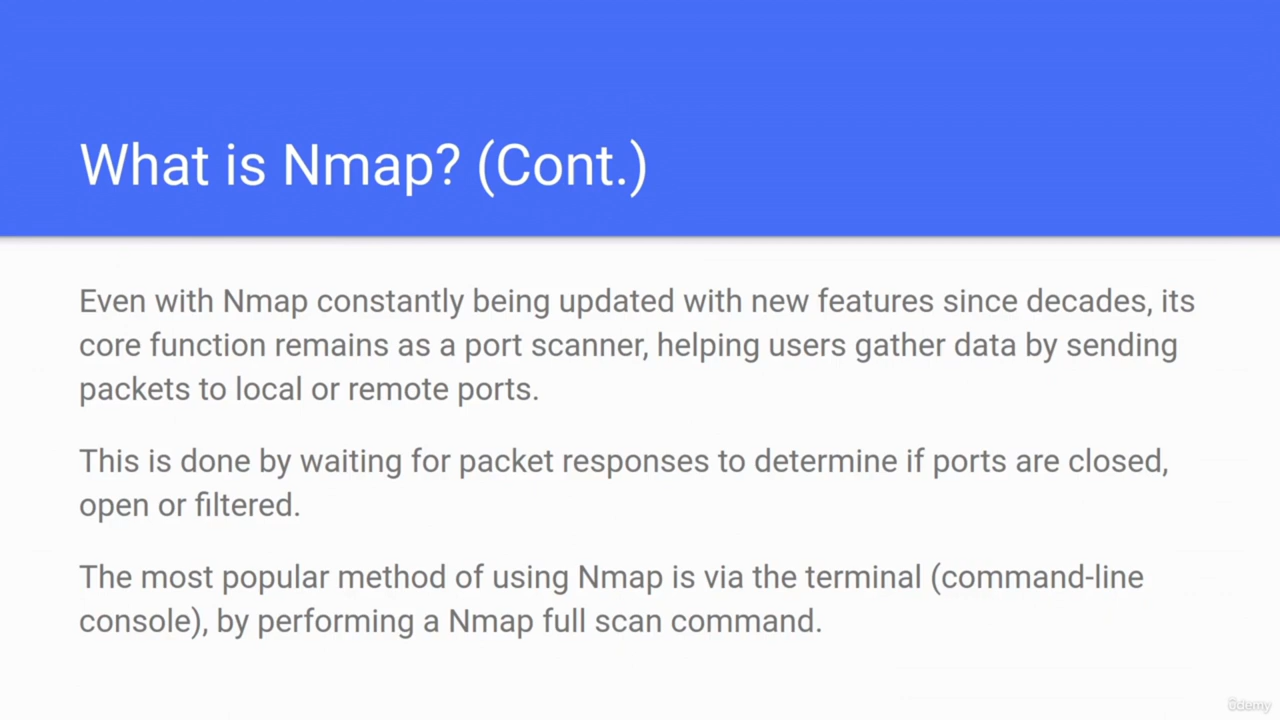 What is Nmap? (Cont.)
Even with Nmap constantly being updated with new features since decades, its
core function remains as a port scanner, helping users gather data by sending
packets to local or remote ports.
This is done by waiting for packet responses to determine if ports are closed,
open or filtered.
The most popular method of using Nmap is via the terminal (command-line
console), by performing a Nmap full scan command.
ûdemy